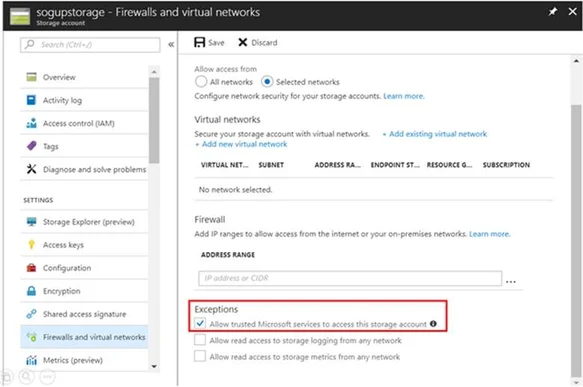 sogupstorage - Firewalls and virtual networks
Storage account
Search (Ctrl+/)
«
Overview
Activity log
Access control (IAM)
Tags
Diagnose and solve problems
SETTINGS
Storage Explorer (preview)
Access keys
Configuration
Encryption
Shared access signature
Firewalls and virtual networks
Metrics (preview)
Save Discard
Allow access from
All networks Selected networks
Configure network security for your storage accounts. Learn more.
Virtual networks
Secure your storage account with virtual networks. + Add existing virtual network
+ Add new virtual network
VIRTUAL NET... SUBNET ADDRESS RA... ENDPOINT ST... RESOURCE G... SUBSCRIPTION
No network selected.
Firewall
Add IP ranges to allow access from the internet or your on-premises networks. Learn more.
ADDRESS RANGE
IP address or CIDR ...
Exceptions
Allow trusted Microsoft services to access this storage account
Allow read access to storage logging from any network
Allow read access to storage metrics from any network